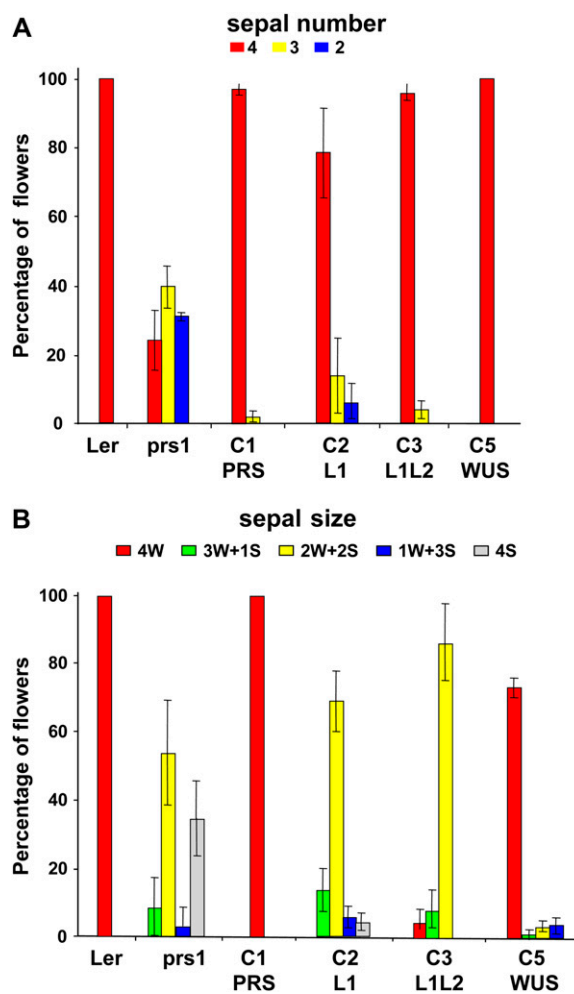 A
sepal number
4 3 2
100
80
60
40
20
0
Percentage of flowers
Ler prs1 C1 C2 C3 C5
PRS L1 L1L2 WUS
B
sepal size
4W 3W+1S 2W+2S 1W+3S 4S
100
80
60
40
20
0
Percentage of flowers
Ler prs1 C1 C2 C3 C5
PRS L1 L1L2 WUS